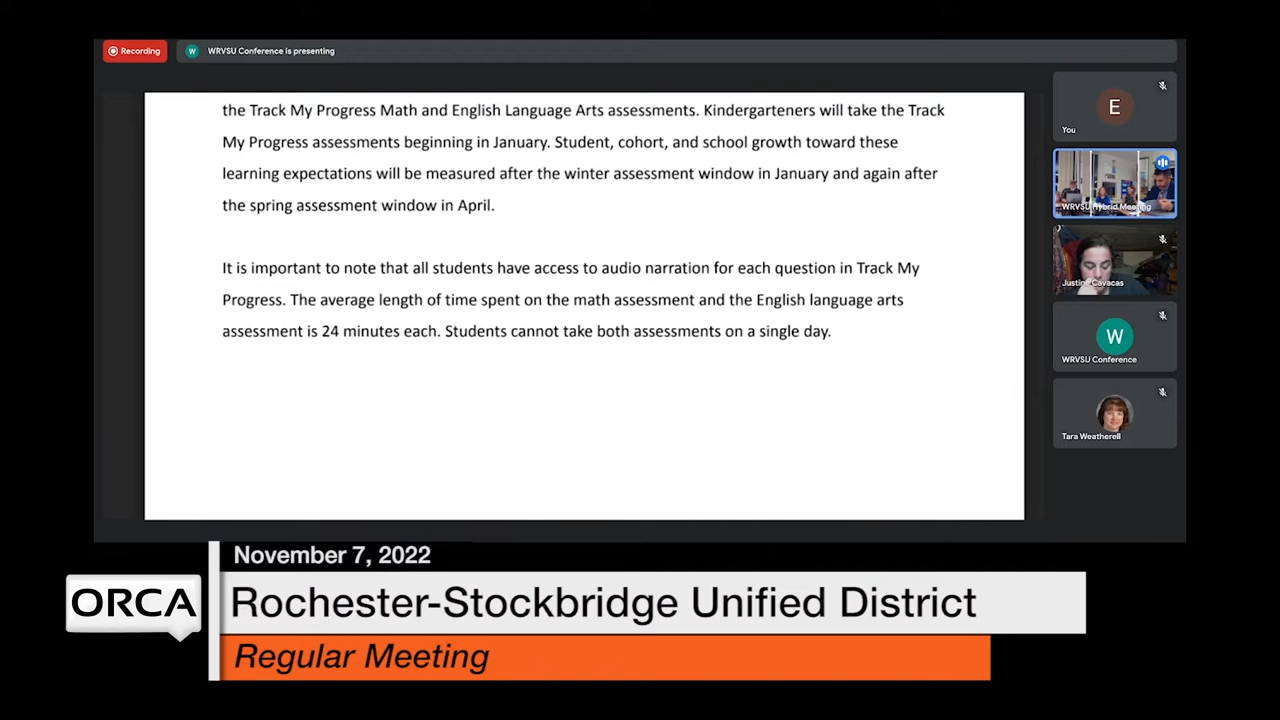 Recording
W
WRVSU Conference is presenting
the Track My Progress Math and English Language Arts assessments. Kindergarteners will take the Track
My Progress assessments beginning in January. Student, cohort, and school growth toward these
learning expectations will be measured after the winter assessment window in January and again after
the spring assessment window in April.
It is important to note that all students have access to audio narration for each question in Track My
Progress. The average length of time spent on the math assessment and the English language arts
assessment is 24 minutes each. Students cannot take both assessments on a single day.
E
You
WRVSU Hybrid Meeting
Justine Cavacas
W
WRVSU Conference
Tara Weatherell
November 7, 2022
ORCA
Rochester-Stockbridge Unified District
Regular Meeting